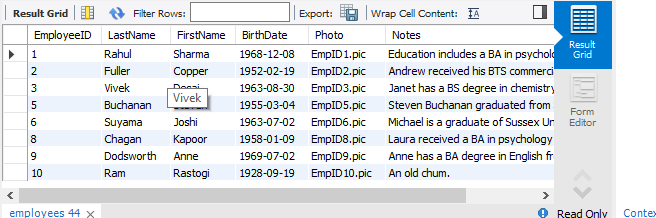 Result Grid Filter Rows: Export: Wrap Cell Content:
EmployeeID LastName FirstName BirthDate Photo Notes
1 Rahul Sharma 1968-12-08 EmpID1.pic Education includes a BA in psycholo
2 Fuller Copper 1952-02-19 EmpID2.pic Andrew received his BTS commerci
3 Vivek 1963-08-30 EmpID3.pic Janet has a BS degree in chemistry
Vivek
5 Buchanan 1955-03-04 EmpID5.pic Steven Buchanan graduated from
6 Suyama Joshi 1963-07-02 EmpID6.pic Michael is a graduate of Sussex Un
8 Chagan Kapoor 1958-01-09 EmpID8.pic Laura received a BA in psychology
9 Dodsworth Anne 1969-07-02 EmpID9.pic Anne has a BA degree in English fr
10 Ram Rastogi 1928-09-19 EmpID10.pic An old chum.
Result
Grid
Form
Editor
employees 44 Read Only Contex